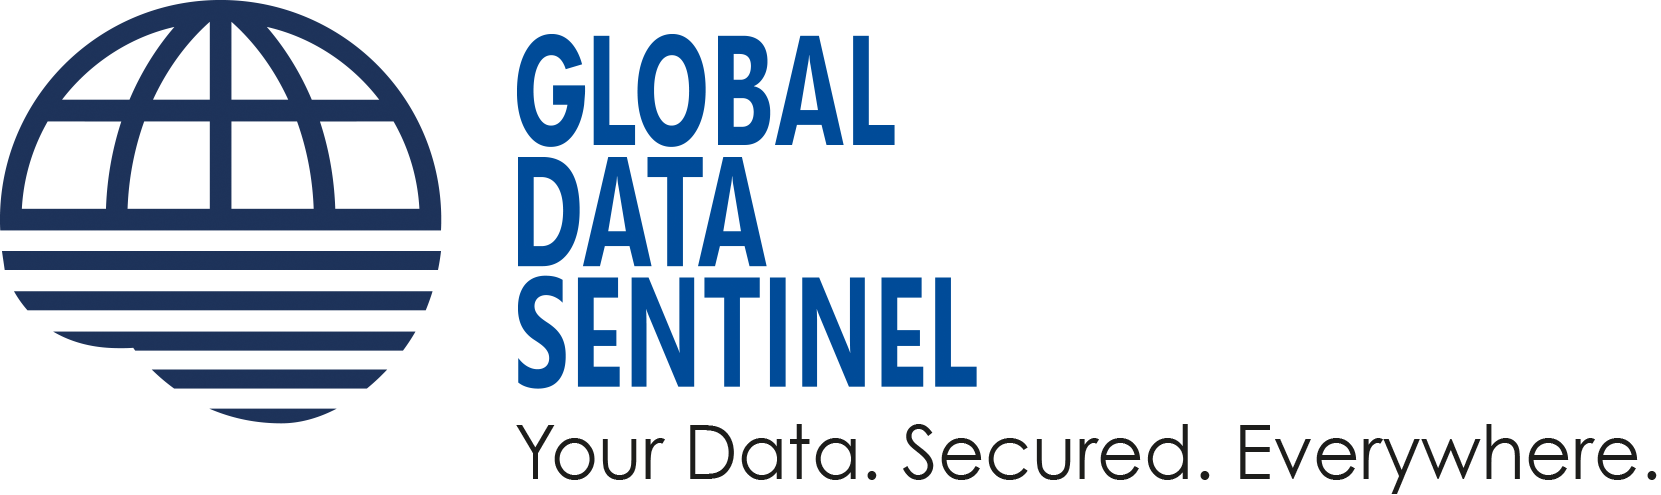 GLOBAL
DATA
SENTINEL
Your Data. Secured. Everywhere.